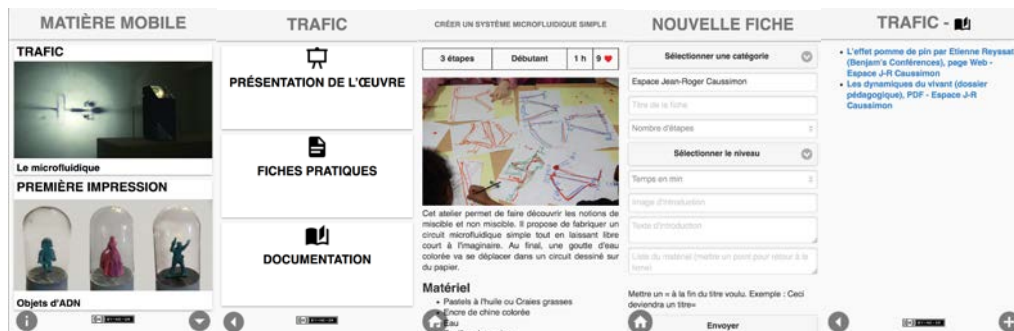 MATIÈRE MOBILE
TRAFIC
Le microfluidique
PREMIÈRE IMPRESSION
Objets d'ADN
TRAFIC
PRÉSENTATION DE L'ŒUVRE
FICHES PRATIQUES
DOCUMENTATION
CRÉER UN SYSTÈME MICROFLUIDIQUE SIMPLE
3 étapes Débutant 1 h 9
Cet atelier permet de faire découvrir les notions de
miscible et non miscible. Il propose de fabriquer un
circuit microfluidique simple tout en laissant libre
court à l'imaginaire. Au final, une goutte d'eau
colorée va se déplacer dans un circuit dessiné sur
du papier.
Matériel
Pastels à l'huile ou Craies grasses
Encre de chine colorée
Eau
NOUVELLE FICHE
Sélectionner une catégorie
Espace Jean-Roger Caussimon
Titre de la fiche
Nombre d'étapes
Sélectionner le niveau
Temps en min
Image d'introduction
Texte d'introduction
Liste du matériel (mettre un point pour retour à la
ligne)
Mettre un = à la fin du titre voulu. Exemple : Ceci
deviendra un titre=
Envoyer
TRAFIC -
L'effet pomme de pin par Etienne Reyssat
(Benjam's Conférences), page Web -
Espace J-R Caussimon
Les dynamiques du vivant (dossier
pédagogique), PDF - Espace J-R
Caussimon